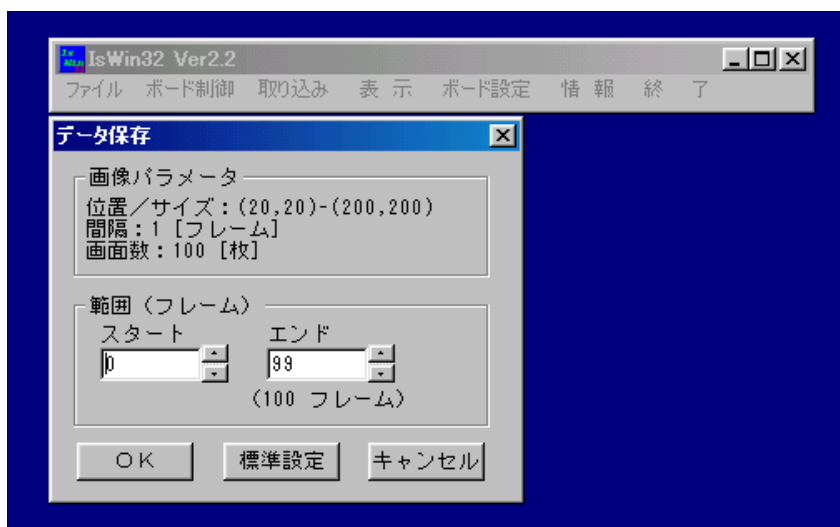 IsWin32 Ver2.2
ファイル ボード制御 取り込み 表 示 ボード設定 情 報 終 了
データ保存
画像パラメータ
位置／サイズ：(20,20)-(200,200)
間隔：1 [フレーム]
画面数：100 [枚]
範囲（フレーム）
スタート エンド
0 99
(100 フレーム)
ＯＫ 標準設定 キャンセル